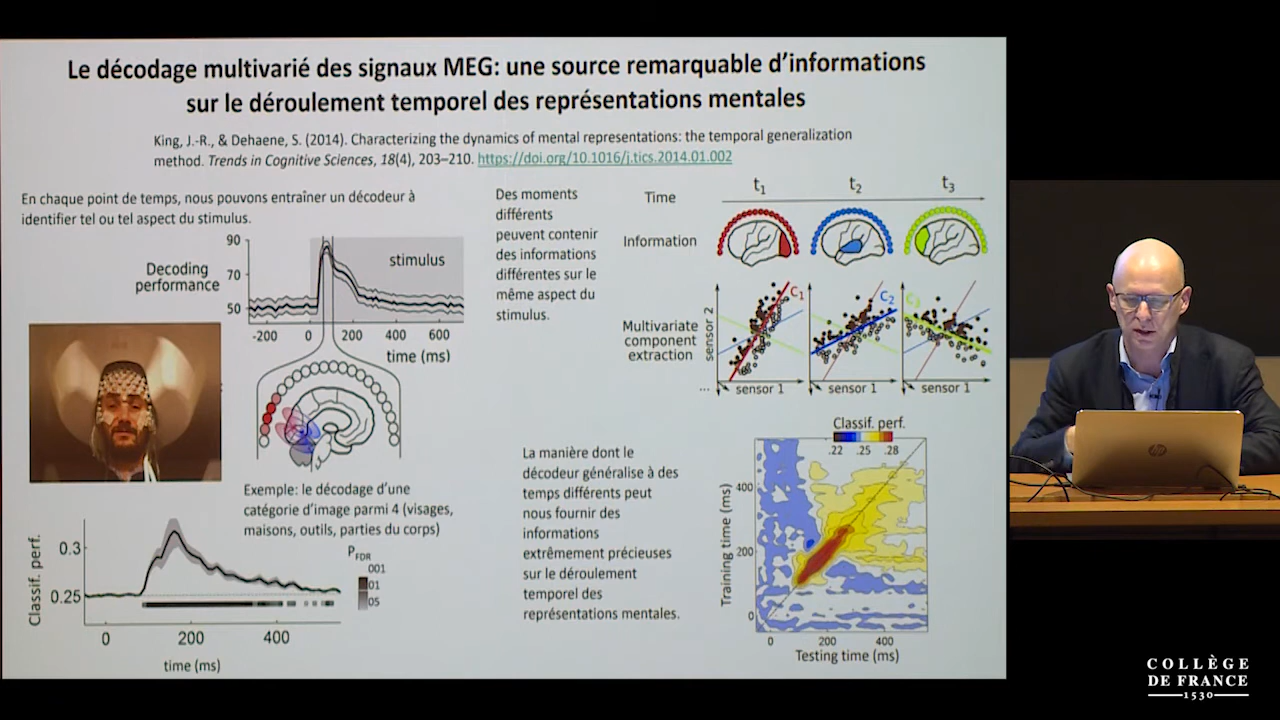 Le décodage multivarié des signaux MEG: une source remarquable d'informations
sur le déroulement temporel des représentations mentales
King, J.-R., & Dehaene, S. (2014). Characterizing the dynamics of mental representations: the temporal generalization
method. Trends in Cognitive Sciences, 18(4), 203–210. https://doi.org/10.1016/j.tics.2014.01.002
En chaque point de temps, nous pouvons entraîner un décodeur à
identifier tel ou tel aspect du stimulus.
Decoding
performance
90
70
50
stimulus
-200 0 200 400 600
time (ms)
Exemple: le décodage d'une
catégorie d'image parmi 4 (visages,
maisons, outils, parties du corps)
Classif. perf.
0.3
0.25
PFDR
001
01
05
0 200 400
time (ms)
Des moments
différents
peuvent contenir
des informations
différentes sur le
même aspect du
stimulus.
Time
t1 t2 t3
Information
Multivariate
component
extraction
sensor 2
C1
C2
C3
... sensor 1
sensor 1
sensor 1
La manière dont le
décodeur généralise à des
temps différents peut
nous fournir des
informations
extrêmement précieuses
sur le déroulement
temporel des
représentations mentales.
Classif. perf.
.22 .25 .28
Training time (ms)
400
200
0
0 200 400
Testing time (ms)
hp
COLLÈGE
DE FRANCE
1530